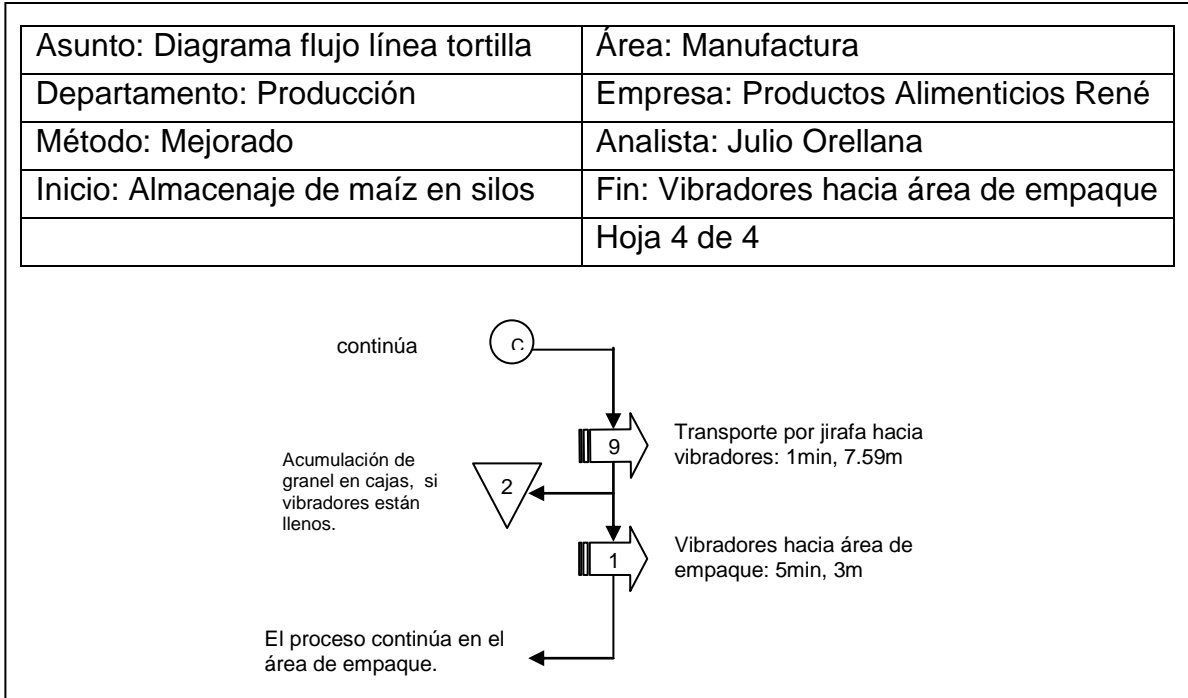 Asunto: Diagrama flujo línea tortilla
Área: Manufactura
Departamento: Producción
Empresa: Productos Alimenticios René
Método: Mejorado
Analista: Julio Orellana
Inicio: Almacenaje de maíz en silos
Fin: Vibradores hacia área de empaque
Hoja 4 de 4
continúa
C
9
Transporte por jirafa hacia
vibradores: 1min, 7.59m
Acumulación de
granel en cajas, si
vibradores están
llenos.
2
1
Vibradores hacia área de
empaque: 5min, 3m
El proceso continúa en el
área de empaque.